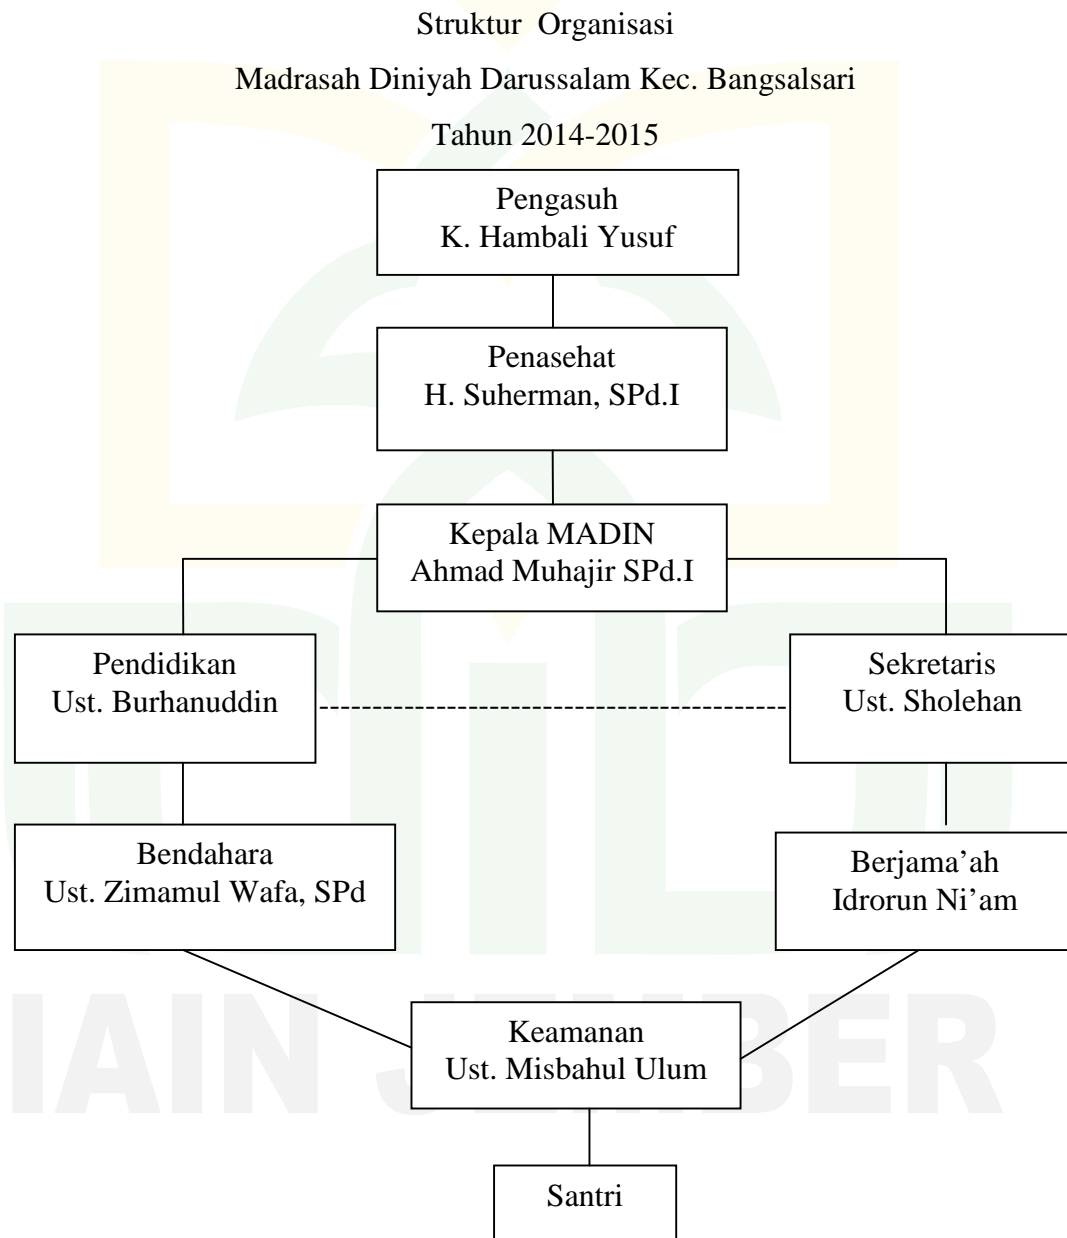 Struktur Organisasi
Madrasah Diniyah Darussalam Kec. Bangsalsari
Tahun 2014-2015
Pengasuh
K. Hambali Yusuf
Penasehat
H. Suherman, SPd.I
Kepala MADIN
Ahmad Muhajir SPd.I
Pendidikan
Ust. Burhanuddin
Sekretaris
Ust. Sholehan
Bendahara
Ust. Zimamul Wafa, SPd
Berjama’ah
Idrorun Ni’am
Keamanan
Ust. Misbahul Ulum
Santri
IAIN JEMBER